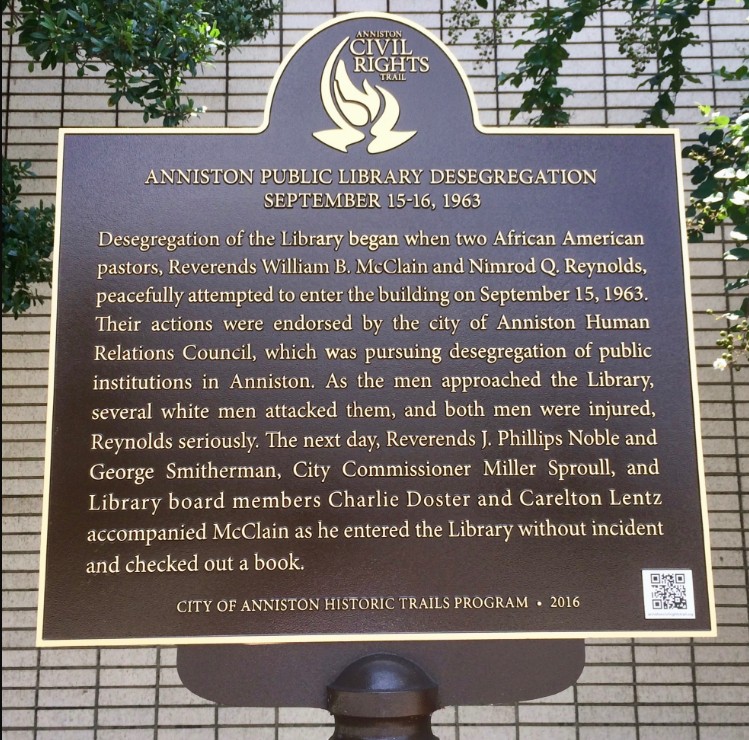 ANNISTON
CIVIL
RIGHTS
TRAIL
ANNISTON PUBLIC LIBRARY DESEGREGATION
SEPTEMBER 15-16, 1963
Desegregation of the Library began when two African American
pastors, Reverends William B. McClain and Nimrod Q. Reynolds,
peacefully attempted to enter the building on September 15, 1963.
Their actions were endorsed by the city of Anniston Human
Relations Council, which was pursuing desegregation of public
institutions in Anniston. As the men approached the Library,
several white men attacked them, and both men were injured,
Reynolds seriously. The next day, Reverends J. Phillips Noble and
George Smitherman, City Commissioner Miller Sproull, and
Library board members Charlie Doster and Carelton Lentz
accompanied McClain as he entered the Library without incident
and checked out a book.
CITY OF ANNISTON HISTORIC TRAILS PROGRAM • 2016